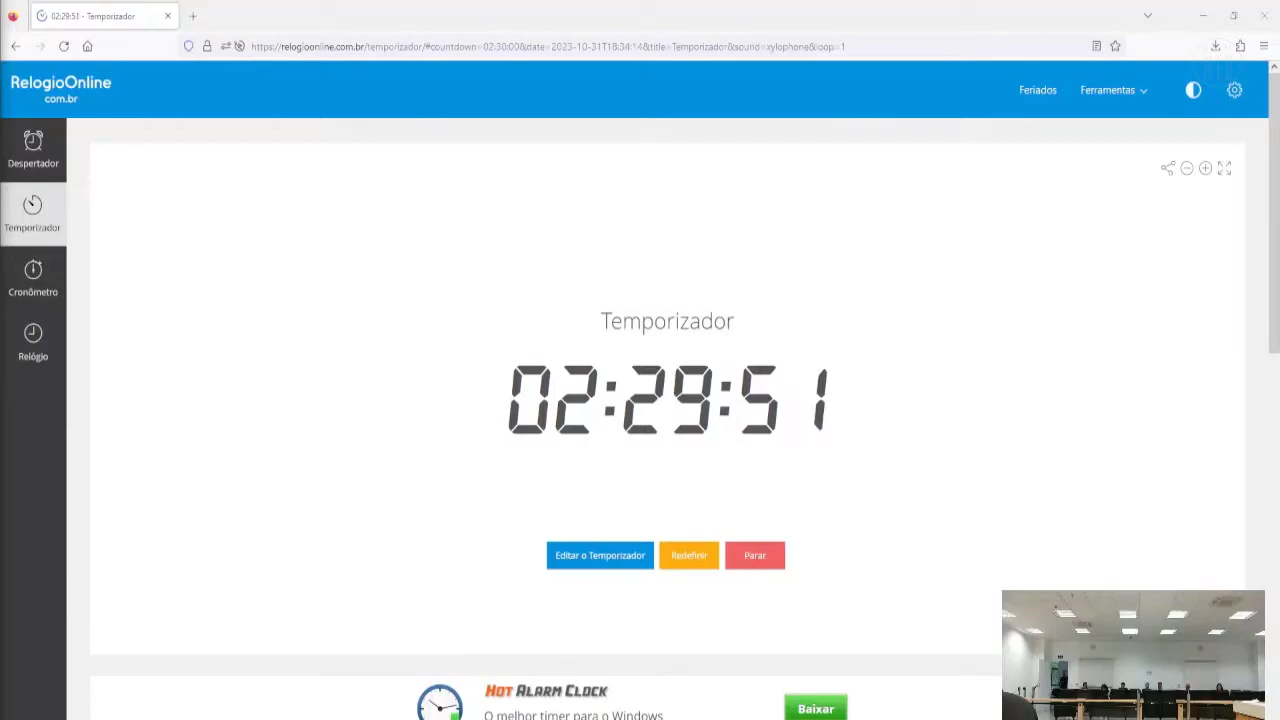 02:29:51 - Temporizador
https://relogioonline.com.br/temporizador/#countdown=02:30:00&date=2023-10-31T18:34:14&title=Temporizador&sound=xylophone&loop=1
RelogioOnline
com.br
Feriados
Ferramentas
Despertador
Temporizador
Cronômetro
Relógio
Temporizador
02:29:51
Editar o Temporizador
Redefinir
Parar
Hot Alarm Clock
O melhor timer para o Windows
Baixar